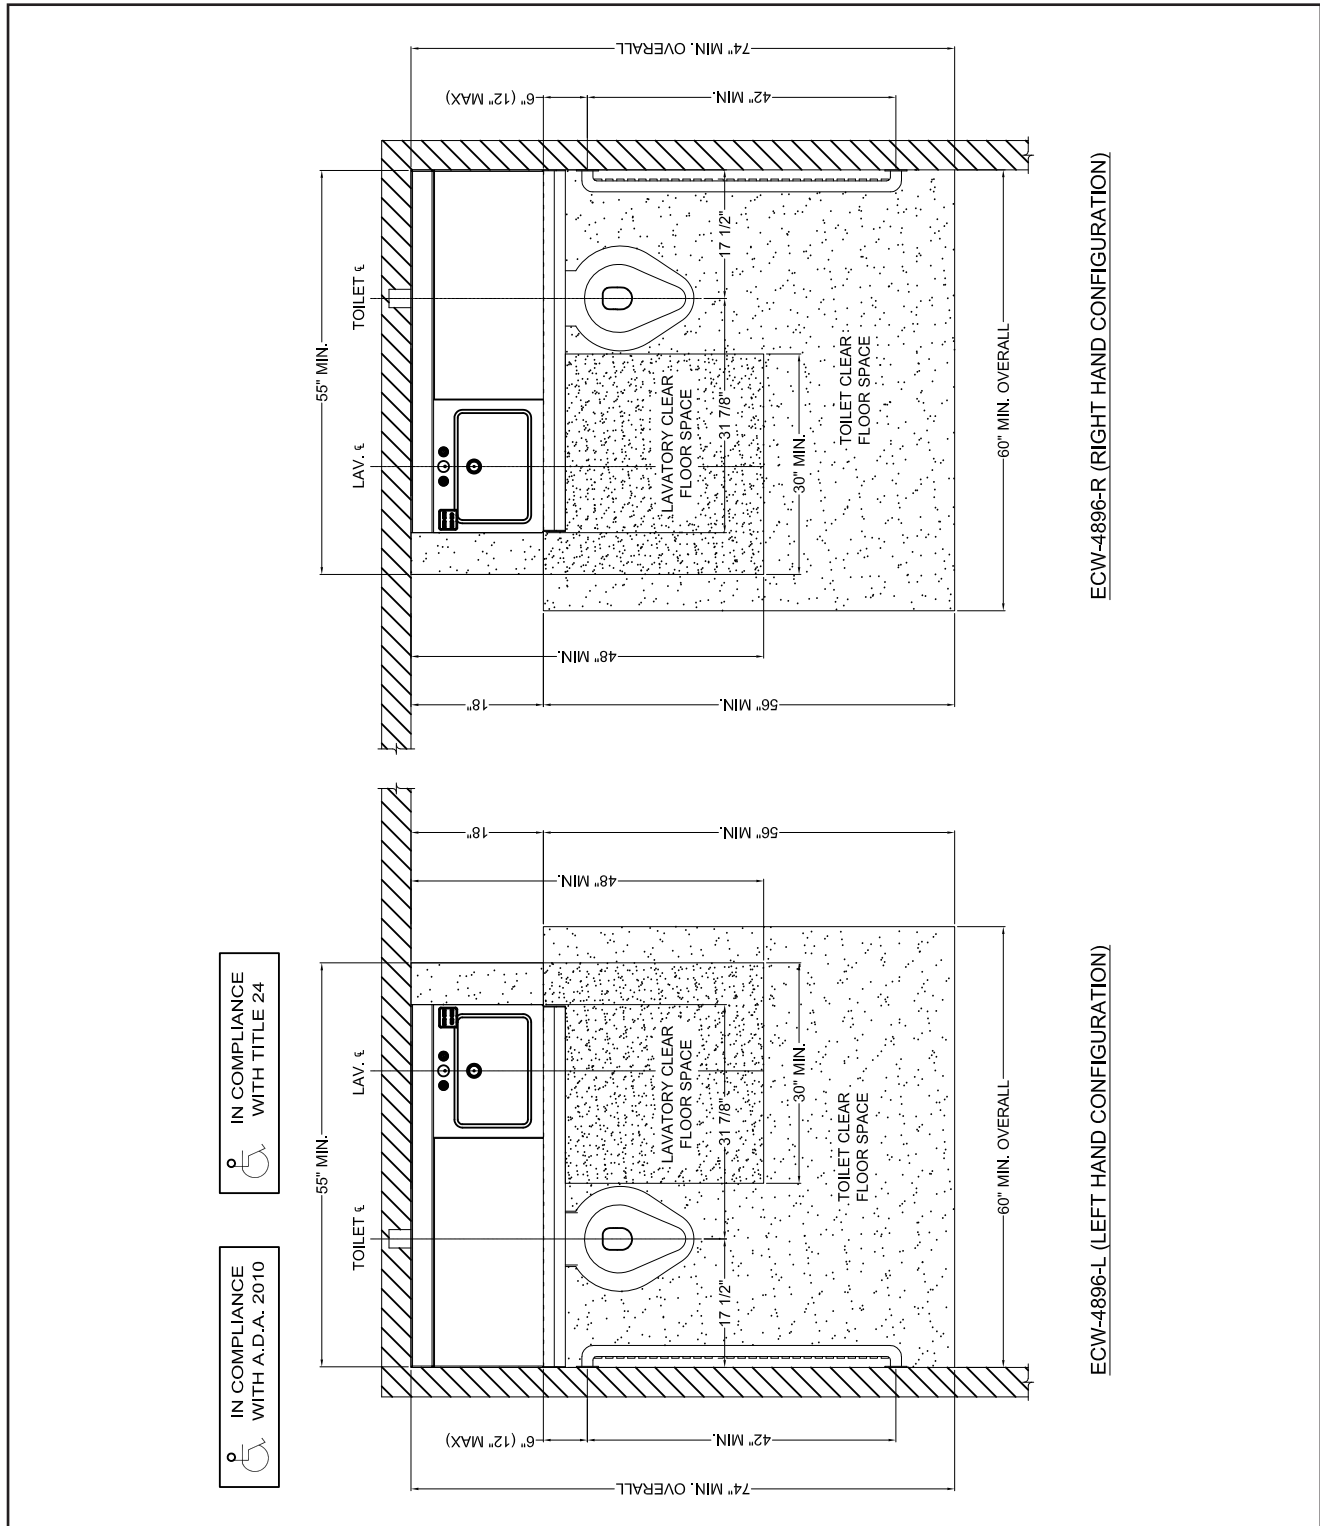 IN COMPLIANCE
WITH A.D.A. 2010
IN COMPLIANCE
WITH TITLE 24
74" MIN. OVERALL
6" (12" MAX)
42" MIN.
55" MIN.
TOILET ℄
LAV. ℄
17 1/2"
31 7/8"
LAVATORY CLEAR
FLOOR SPACE
30" MIN.
TOILET CLEAR
FLOOR SPACE
60" MIN. OVERALL
18"
48" MIN.
56" MIN.
ECW-4896-L (LEFT HAND CONFIGURATION)
18"
48" MIN.
56" MIN.
55" MIN.
LAV. ℄
TOILET ℄
LAVATORY CLEAR
FLOOR SPACE
31 7/8"
17 1/2"
30" MIN.
TOILET CLEAR
FLOOR SPACE
60" MIN. OVERALL
6" (12" MAX)
42" MIN.
74" MIN. OVERALL
ECW-4896-R (RIGHT HAND CONFIGURATION)